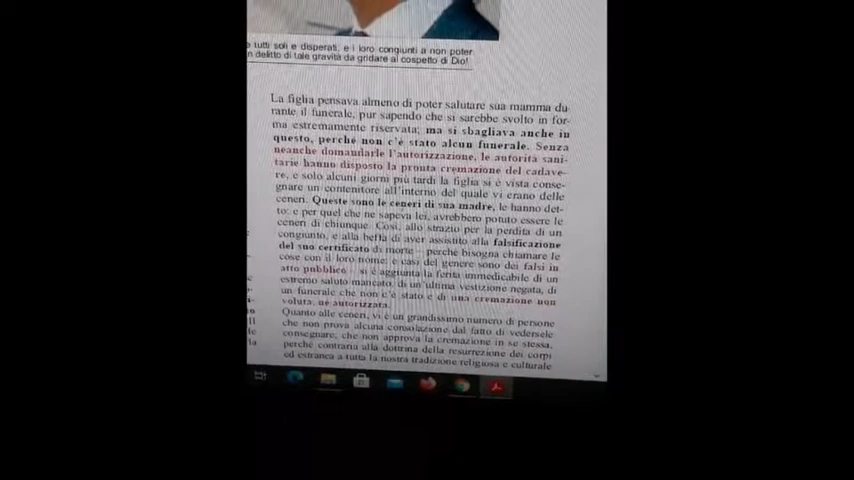 tutti soli e disperati, e i loro congiunti a non poter
n delitto di tale gravità da gridare al cospetto di Dio!
La figlia pensava almeno di poter salutare sua mamma du-
rante il funerale, pur sapendo che si sarebbe svolto in for-
ma estremamente riservata; ma si sbagliava anche in
questo, perché non c'è stato alcun funerale. Senza
neanche domandarle l'autorizzazione, le autorità sani-
tarie hanno disposto la pronta cremazione del cadave-
re, e solo alcuni giorni più tardi la figlia si è vista conse-
gnare un contenitore all'interno del quale vi erano delle
ceneri. Queste sono le ceneri di sua madre, le hanno det-
to: e per quel che ne sapeva lei, avrebbero potuto essere le
ceneri di chiunque. Così, allo strazio per la perdita di un
congiunto, e alla beffa di aver assistito alla falsificazione
del suo certificato di morte – perché bisogna chiamare le
cose con il loro nome: e casi del genere sono dei falsi in
atto pubblico – si è aggiunta la ferita immedicabile di un
estremo saluto mancato, di un'ultima vestizione negata, di
un funerale che non c'è stato e di una cremazione non
voluta, né autorizzata.
Quanto alle ceneri, vi è un grandissimo numero di persone
che non prova alcuna consolazione dal fatto di vedersele
consegnare; che non approva la cremazione in se stessa,
perché contraria alla dottrina della resurrezione dei corpi
ed estranea a tutta la nostra tradizione religiosa e culturale